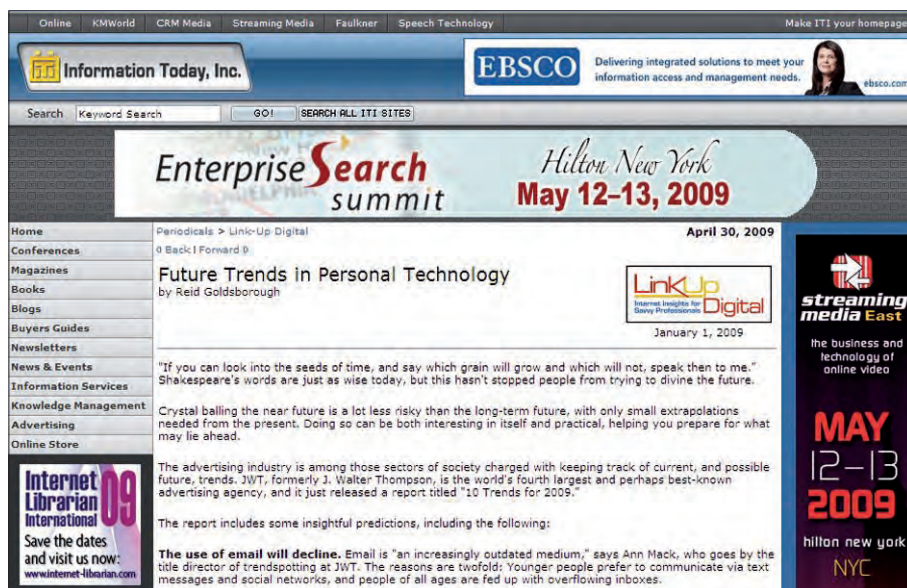 Online KMWorld CRM Media Streaming Media Faulkner Speech Technology Make ITI your homepage
Information Today, Inc.
EBSCO Delivering integrated solutions to meet your
information access and management needs.
ebsco.com
Search Keyword Search GO! SEARCH ALL ITI SITES
Enterprise Search
summit
Hilton New York
May 12–13, 2009
Home
Conferences
Magazines
Books
Blogs
Buyers Guides
Newsletters
News & Events
Information Services
Knowledge Management
Advertising
Online Store
Internet
Librarian
International 09
Save the dates
and visit us now:
www.internet-librarian.com
Periodicals > Link-Up Digital April 30, 2009
Back | Forward
Future Trends in Personal Technology
by Reid Goldsborough
LinkUp
Internet Insights for
Savvy Professionals
Digital
January 1, 2009
"If you can look into the seeds of time, and say which grain will grow and which will not, speak then to me."
Shakespeare's words are just as wise today, but this hasn't stopped people from trying to divine the future.
Crystal balling the near future is a lot less risky than the long-term future, with only small extrapolations
needed from the present. Doing so can be both interesting in itself and practical, helping you prepare for what
may lie ahead.
The advertising industry is among those sectors of society charged with keeping track of current, and possible
future, trends. JWT, formerly J. Walter Thompson, is the world's fourth largest and perhaps best-known
advertising agency, and it just released a report titled "10 Trends for 2009."
The report includes some insightful predictions, including the following:
The use of email will decline. Email is "an increasingly outdated medium," says Ann Mack, who goes by the
title director of trendspotting at JWT. The reasons are twofold: Younger people prefer to communicate via text
messages and social networks, and people of all ages are fed up with overflowing inboxes.
streaming
media East
the business and
technology of
online video
MAY
12–13
2009
hilton new york
NYC